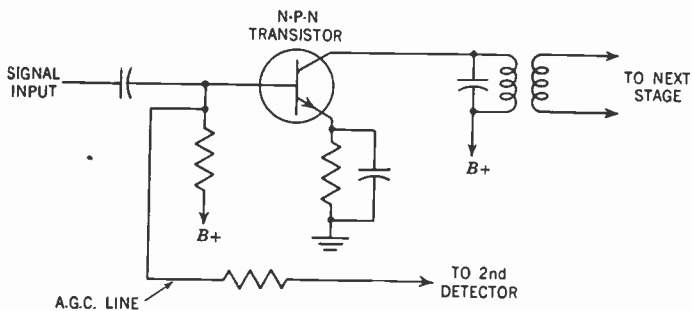 N-P-N
TRANSISTOR
SIGNAL
INPUT
TO NEXT
STAGE
B+
B+
TO 2nd
DETECTOR
A.G.C. LINE